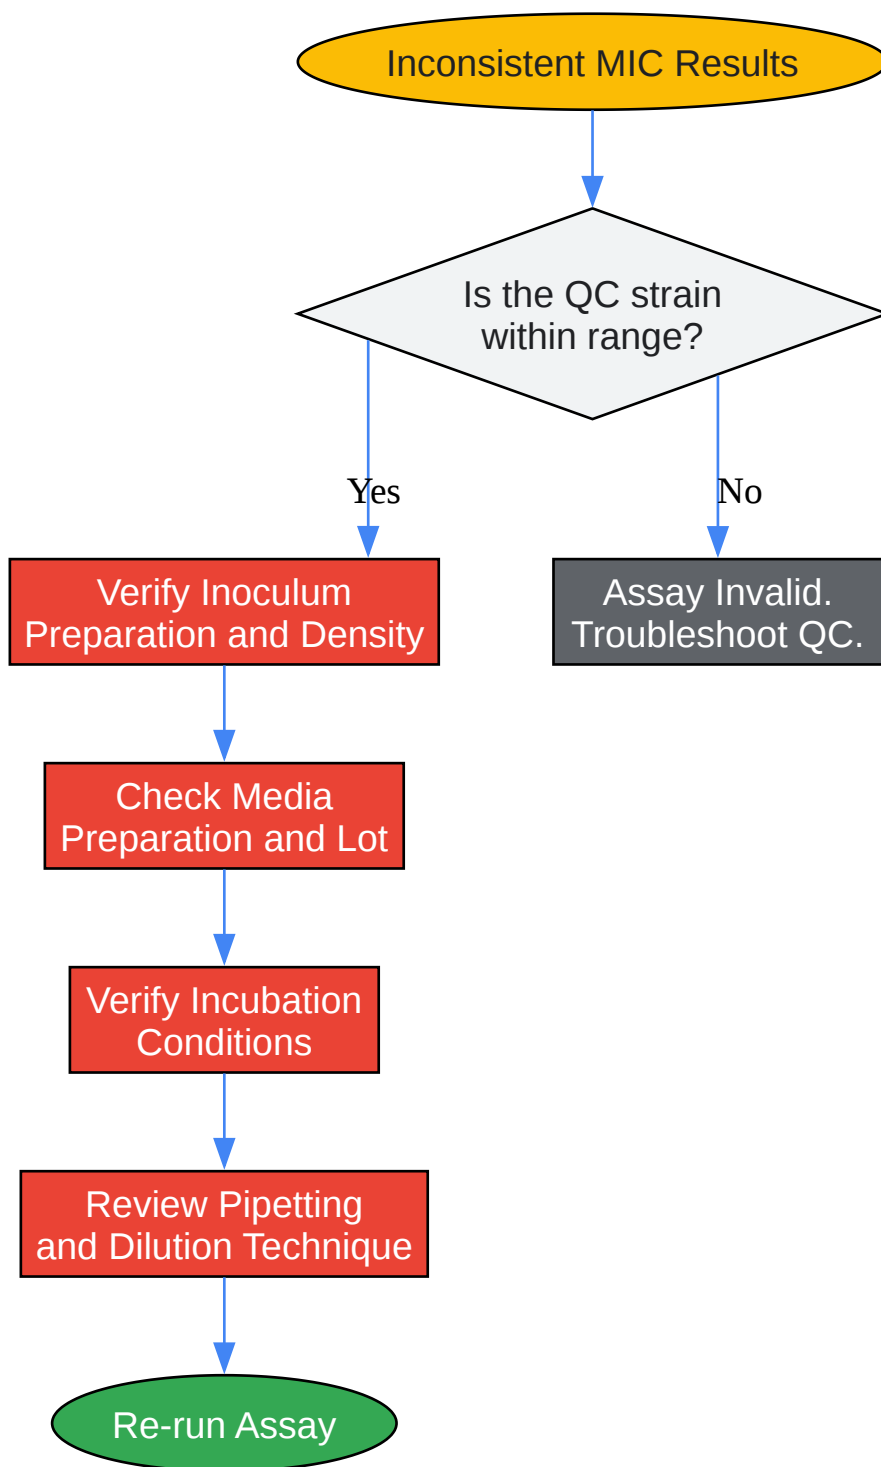 Inconsistent MIC Results
Is the QC strain
within range?
Yes
No
Verify Inoculum
Preparation and Density
Assay Invalid.
Troubleshoot QC.
Check Media
Preparation and Lot
Verify Incubation
Conditions
Review Pipetting
and Dilution Technique
Re-run Assay